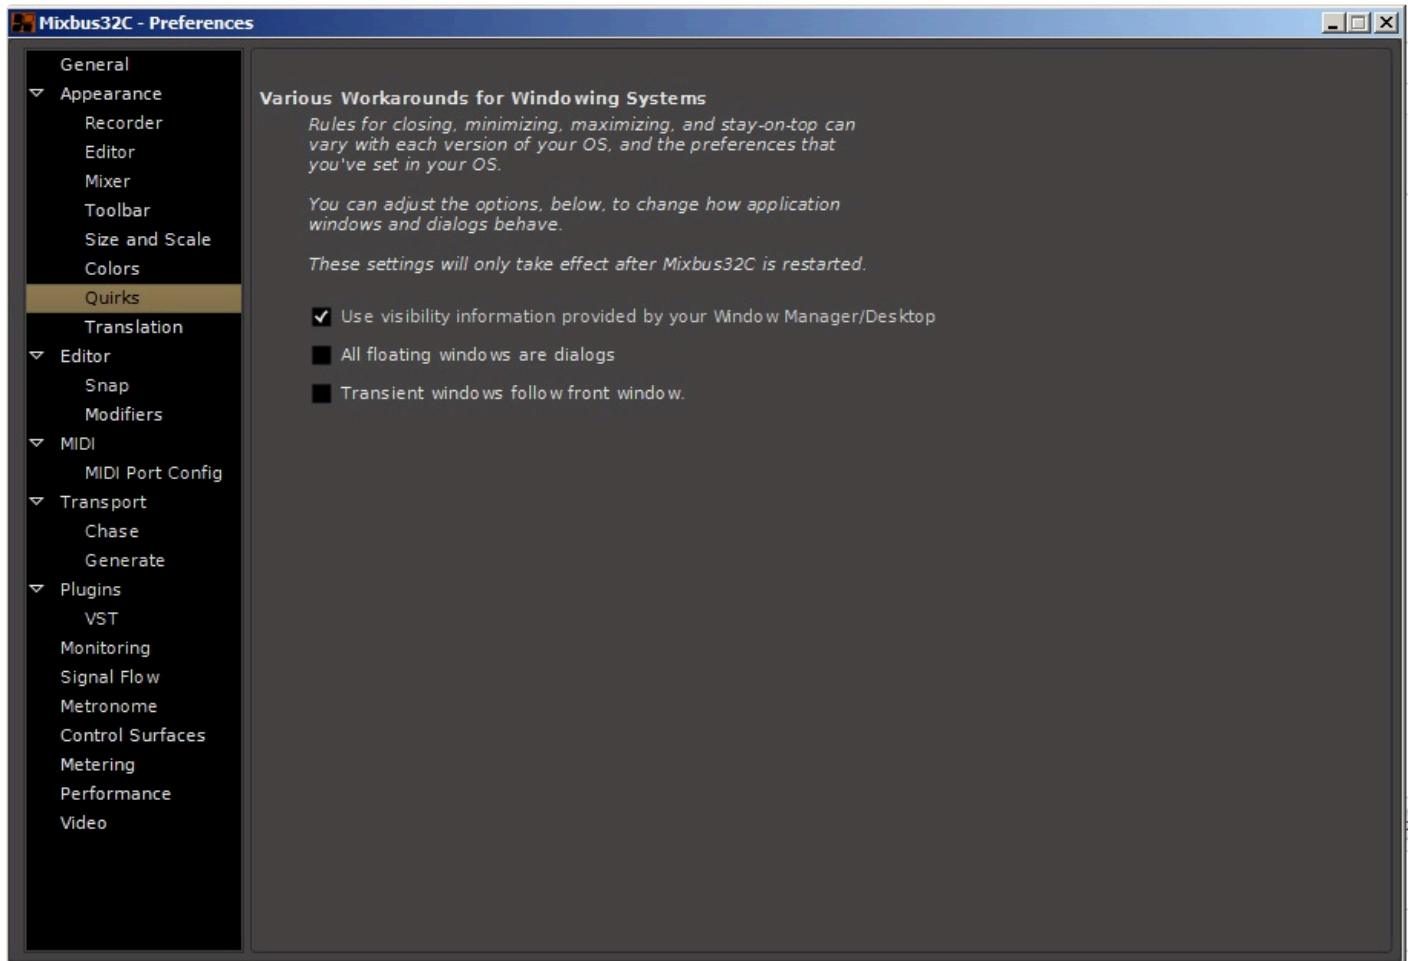 Mixbus32C - Preferences
General
Appearance
Recorder
Editor
Mixer
Toolbar
Size and Scale
Colors
Quirks
Translation
Editor
Snap
Modifiers
MIDI
MIDI Port Config
Transport
Chase
Generate
Plugins
VST
Monitoring
Signal Flow
Metronome
Control Surfaces
Metering
Performance
Video
Various Workarounds for Windowing Systems
Rules for closing, minimizing, maximizing, and stay-on-top can
vary with each version of your OS, and the preferences that
you've set in your OS.
You can adjust the options, below, to change how application
windows and dialogs behave.
These settings will only take effect after Mixbus32C is restarted.
Use visibility information provided by your Window Manager/Desktop
All floating windows are dialogs
Transient windows follow front window.